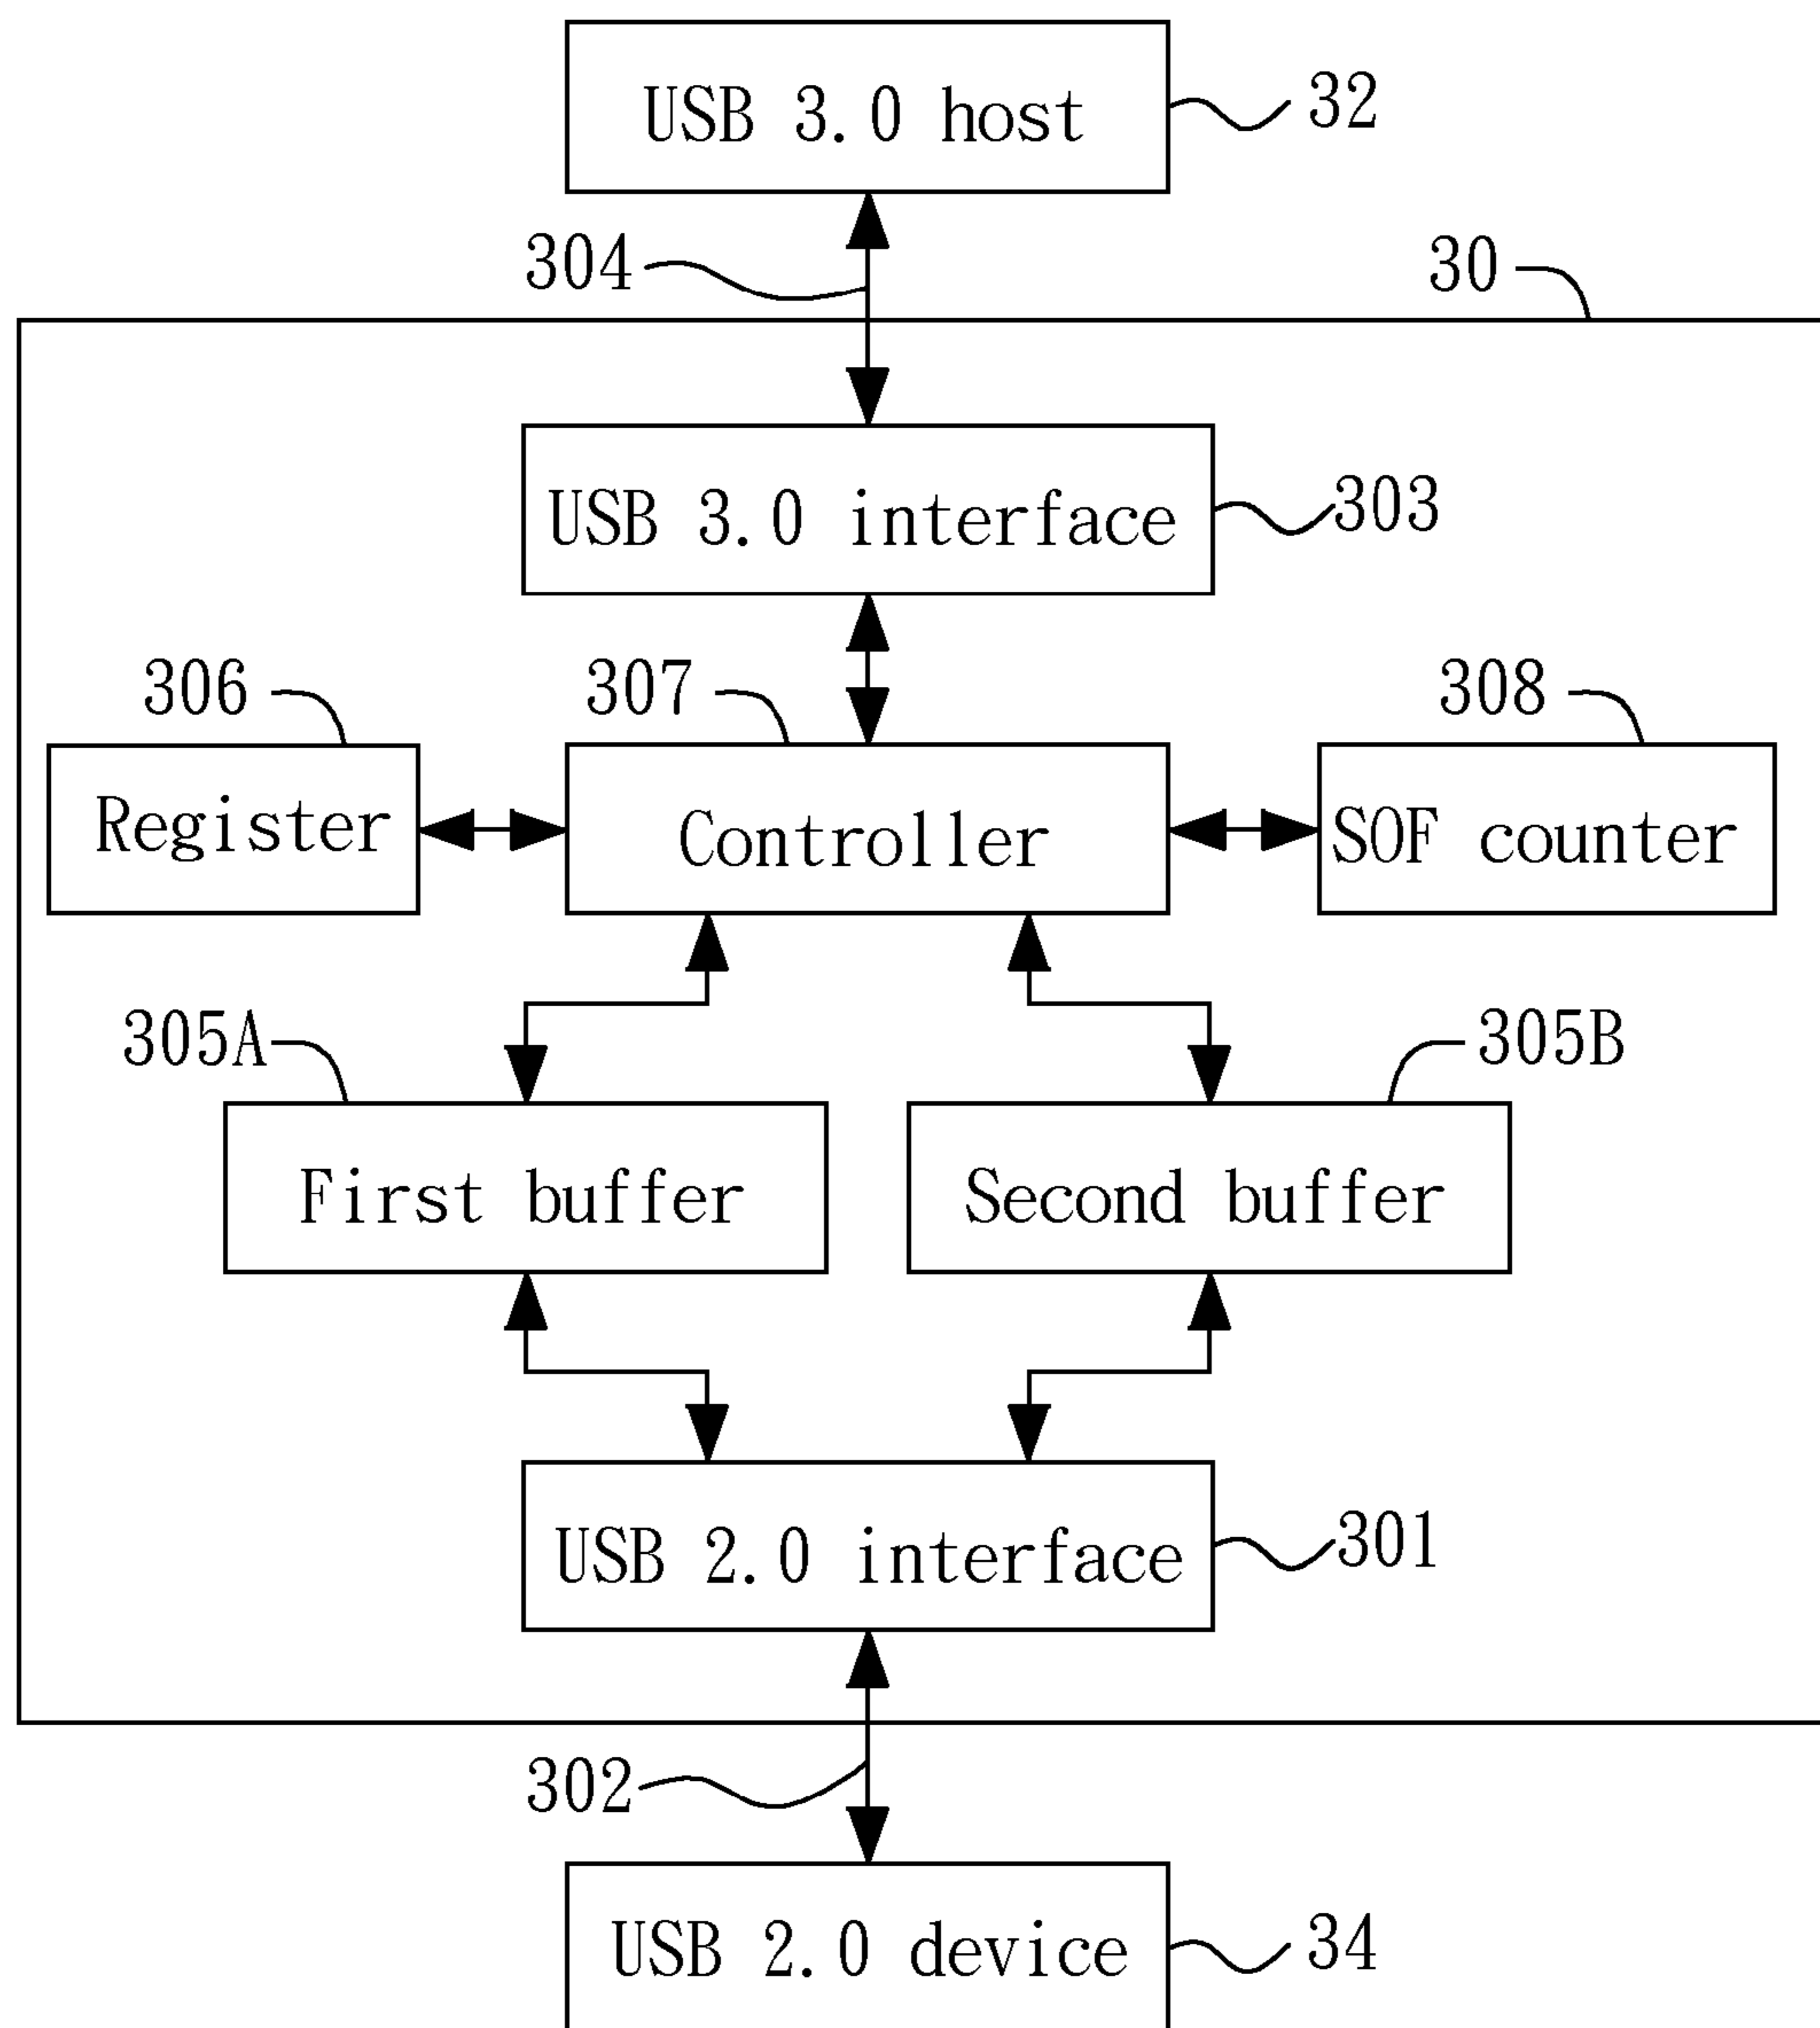 USB 3.0 host
32
304
30
USB 3.0 interface
303
306
307
308
Register
Controller
SOF counter
305A
305B
First buffer
Second buffer
USB 2.0 interface
301
302
USB 2.0 device
34